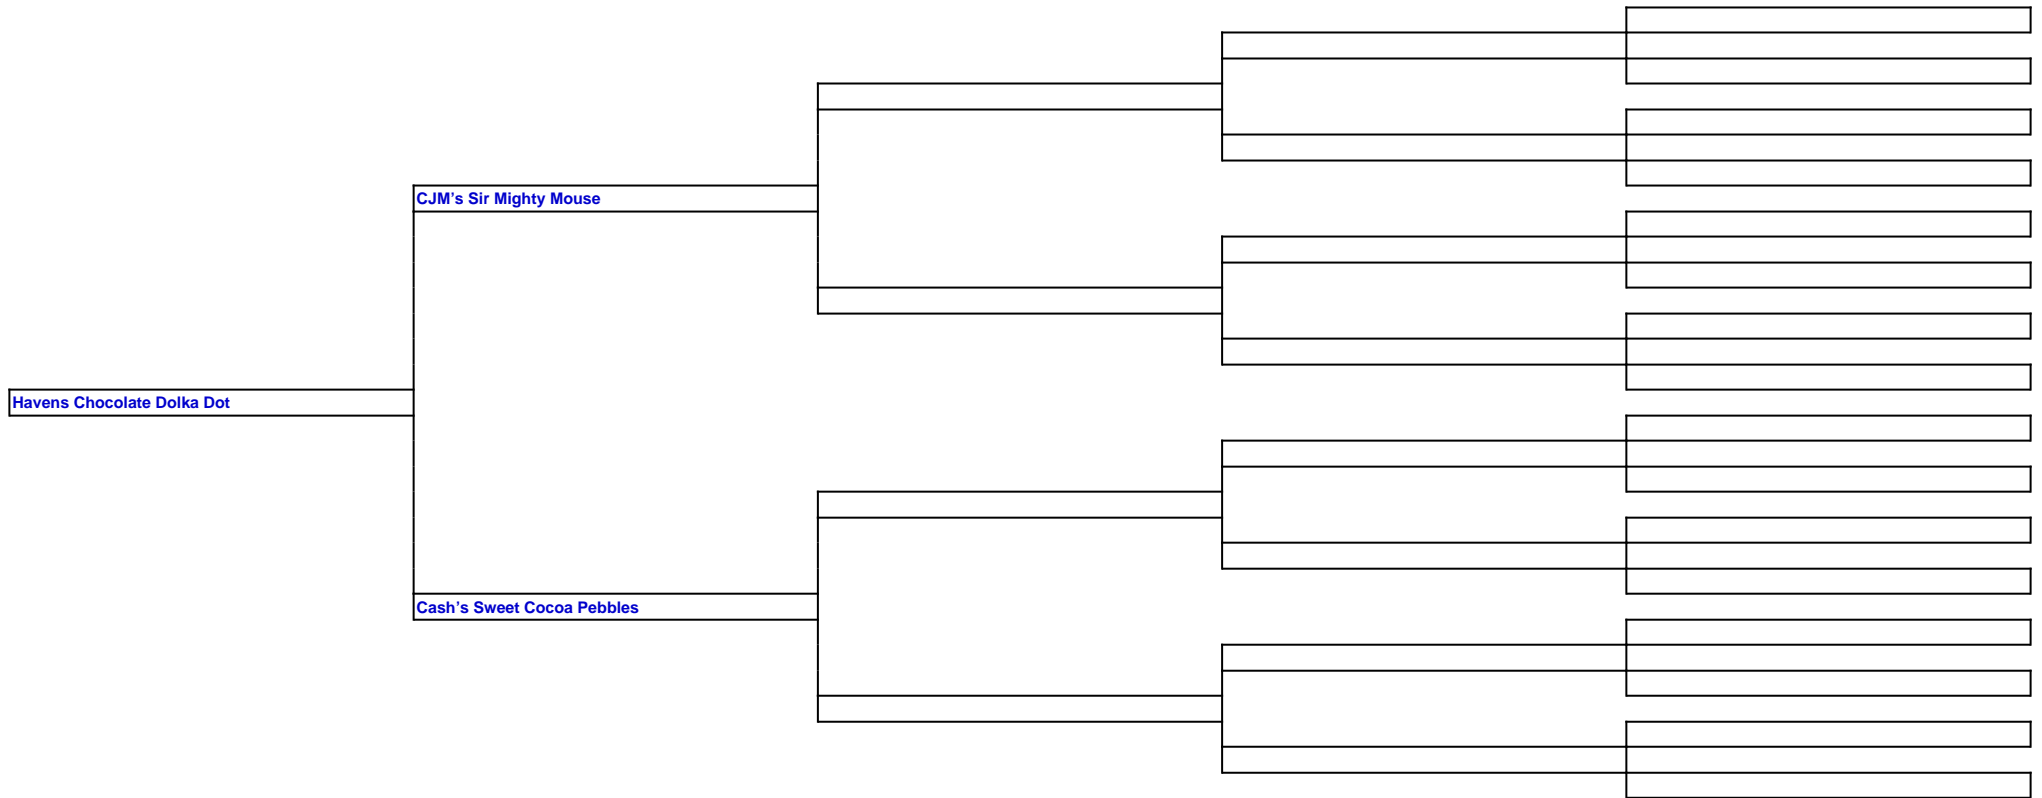 CJM’s Sir Mighty Mouse
Havens Chocolate Dolka Dot
Cash’s Sweet Cocoa Pebbles